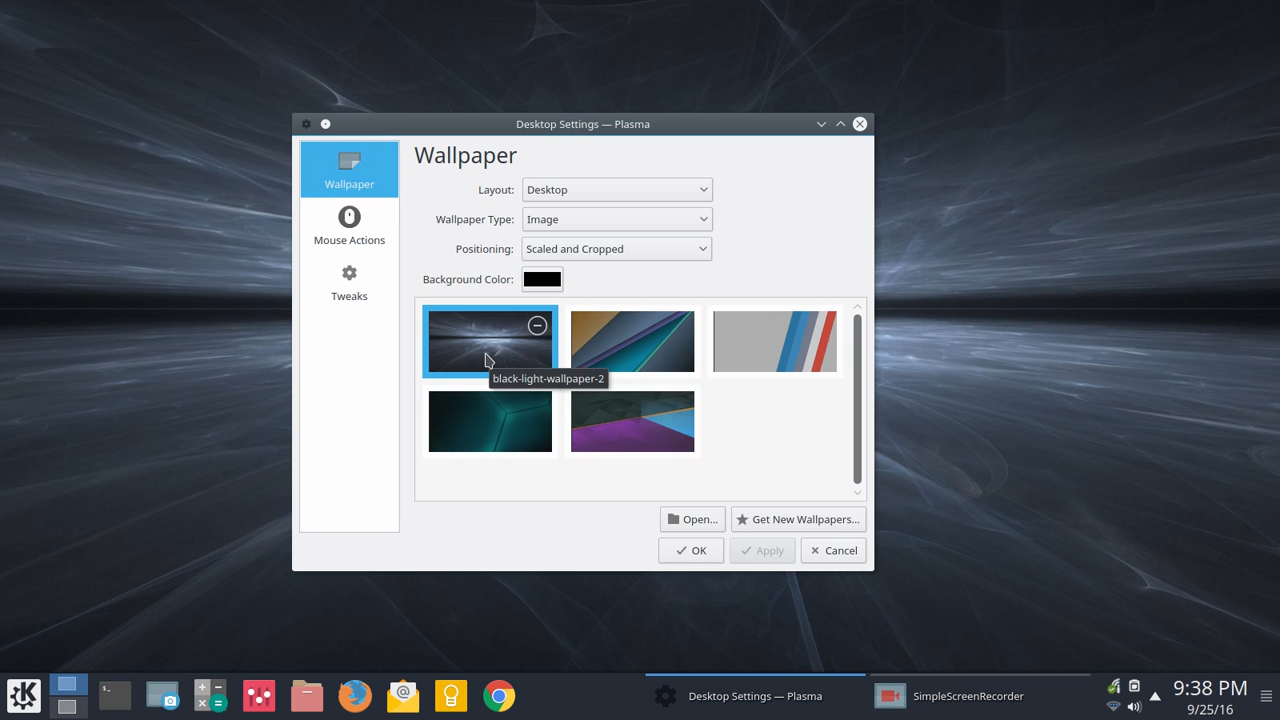 Desktop Settings — Plasma
Wallpaper
Mouse Actions
Tweaks
Wallpaper
Layout: Desktop
Wallpaper Type: Image
Positioning: Scaled and Cropped
Background Color:
black-light-wallpaper-2
Open... Get New Wallpapers...
OK Apply Cancel
Desktop Settings — Plasma
SimpleScreenRecorder
9:38 PM
9/25/16